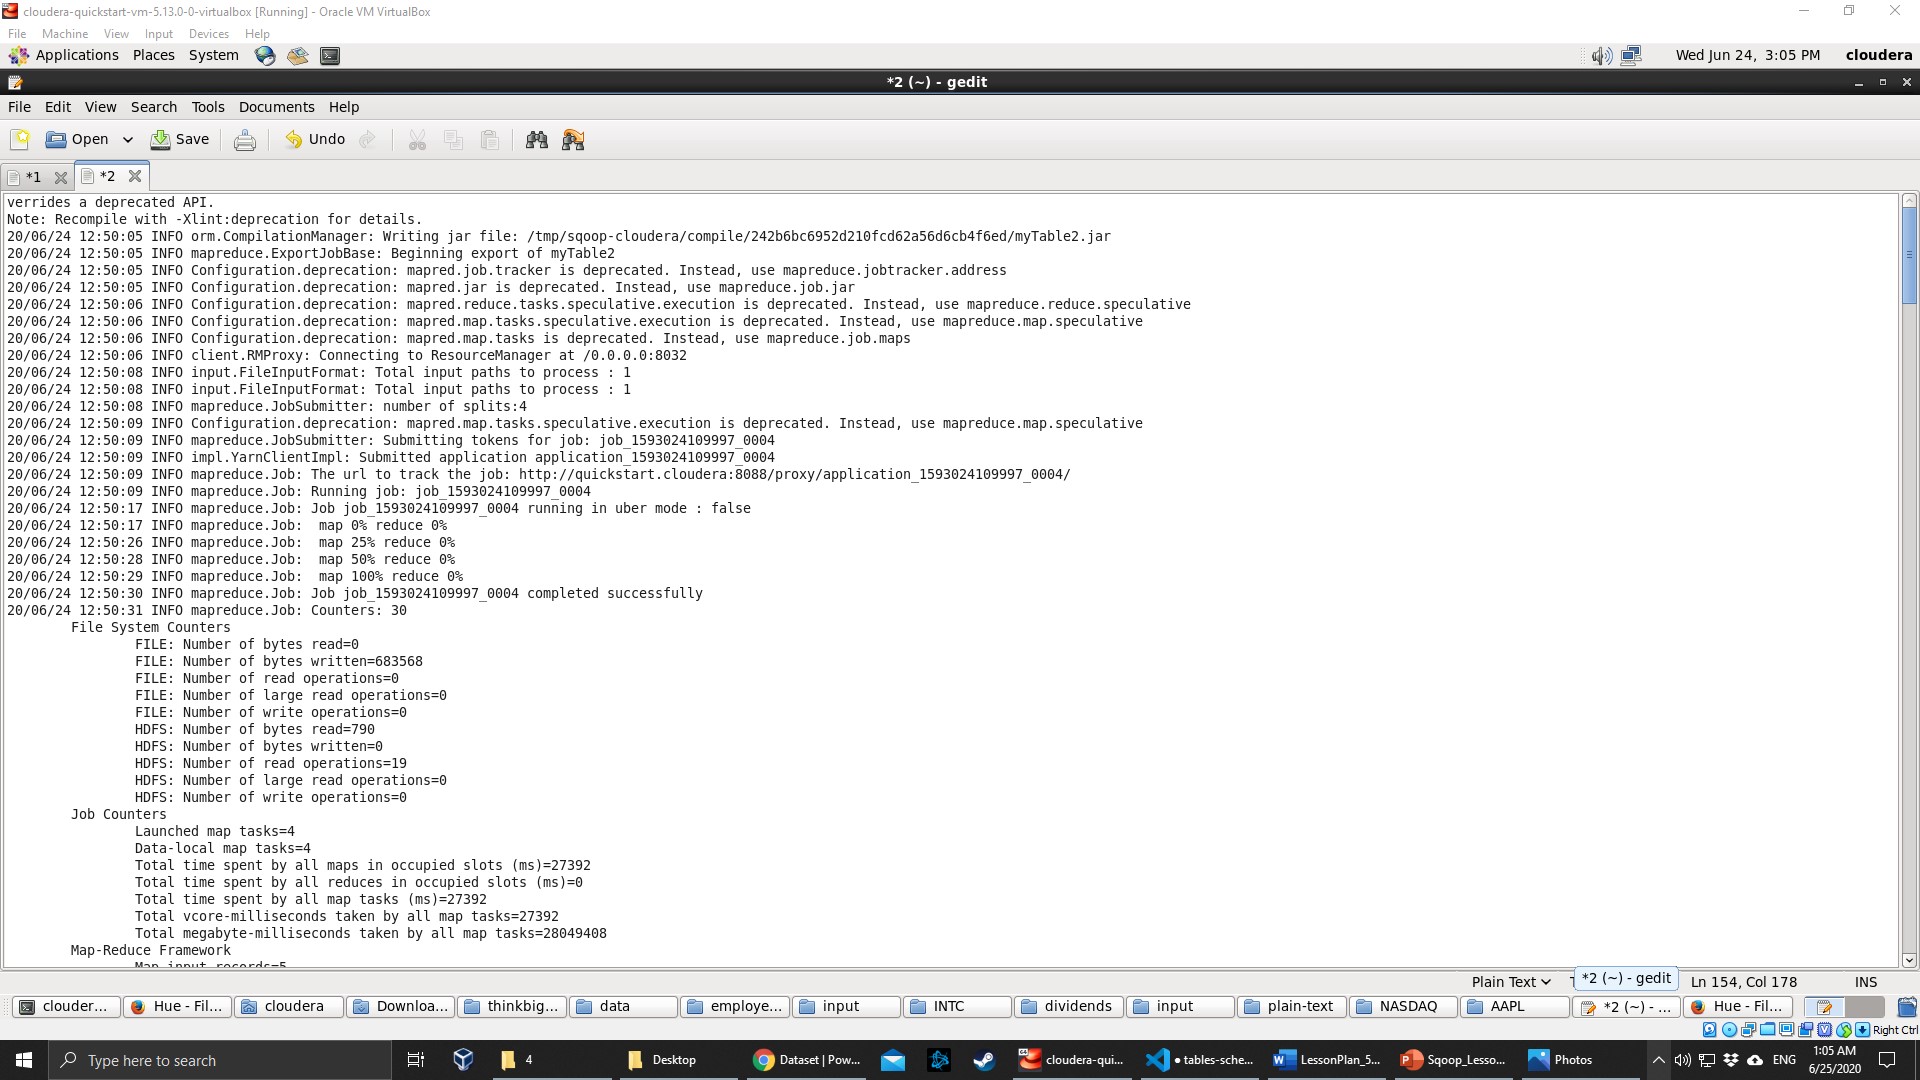 cloudera-quickstart-vm-5.13.0-0-virtualbox [Running] - Oracle VM VirtualBox
File Machine View Input Devices Help
Applications Places System Wed Jun 24, 3:05 PM cloudera
*2 (~) - gedit
File Edit View Search Tools Documents Help
Open Save Undo
*1 *2
verrides a deprecated API.
Note: Recompile with -Xlint:deprecation for details.
20/06/24 12:50:05 INFO orm.CompilationManager: Writing jar file: /tmp/sqoop-cloudera/compile/242b6bc6952d210fcd62a56d6cb4f6ed/myTable2.jar
20/06/24 12:50:05 INFO mapreduce.ExportJobBase: Beginning export of myTable2
20/06/24 12:50:05 INFO Configuration.deprecation: mapred.job.tracker is deprecated. Instead, use mapreduce.jobtracker.address
20/06/24 12:50:05 INFO Configuration.deprecation: mapred.jar is deprecated. Instead, use mapreduce.job.jar
20/06/24 12:50:06 INFO Configuration.deprecation: mapred.reduce.tasks.speculative.execution is deprecated. Instead, use mapreduce.reduce.speculative
20/06/24 12:50:06 INFO Configuration.deprecation: mapred.map.tasks.speculative.execution is deprecated. Instead, use mapreduce.map.speculative
20/06/24 12:50:06 INFO Configuration.deprecation: mapred.map.tasks is deprecated. Instead, use mapreduce.job.maps
20/06/24 12:50:06 INFO client.RMProxy: Connecting to ResourceManager at /0.0.0.0:8032
20/06/24 12:50:08 INFO input.FileInputFormat: Total input paths to process : 1
20/06/24 12:50:08 INFO input.FileInputFormat: Total input paths to process : 1
20/06/24 12:50:08 INFO mapreduce.JobSubmitter: number of splits:4
20/06/24 12:50:09 INFO Configuration.deprecation: mapred.map.tasks.speculative.execution is deprecated. Instead, use mapreduce.map.speculative
20/06/24 12:50:09 INFO mapreduce.JobSubmitter: Submitting tokens for job: job_1593024109997_0004
20/06/24 12:50:09 INFO impl.YarnClientImpl: Submitted application application_1593024109997_0004
20/06/24 12:50:09 INFO mapreduce.Job: The url to track the job: http://quickstart.cloudera:8088/proxy/application_1593024109997_0004/
20/06/24 12:50:09 INFO mapreduce.Job: Running job: job_1593024109997_0004
20/06/24 12:50:17 INFO mapreduce.Job: Job job_1593024109997_0004 running in uber mode : false
20/06/24 12:50:17 INFO mapreduce.Job:  map 0% reduce 0%
20/06/24 12:50:26 INFO mapreduce.Job:  map 25% reduce 0%
20/06/24 12:50:28 INFO mapreduce.Job:  map 50% reduce 0%
20/06/24 12:50:29 INFO mapreduce.Job:  map 100% reduce 0%
20/06/24 12:50:30 INFO mapreduce.Job: Job job_1593024109997_0004 completed successfully
20/06/24 12:50:31 INFO mapreduce.Job: Counters: 30
File System Counters
FILE: Number of bytes read=0
FILE: Number of bytes written=683568
FILE: Number of read operations=0
FILE: Number of large read operations=0
FILE: Number of write operations=0
HDFS: Number of bytes read=790
HDFS: Number of bytes written=0
HDFS: Number of read operations=19
HDFS: Number of large read operations=0
HDFS: Number of write operations=0
Job Counters
Launched map tasks=4
Data-local map tasks=4
Total time spent by all maps in occupied slots (ms)=27392
Total time spent by all reduces in occupied slots (ms)=0
Total time spent by all map tasks (ms)=27392
Total vcore-milliseconds taken by all map tasks=27392
Total megabyte-milliseconds taken by all map tasks=28049408
Map-Reduce Framework
Map input records=5
Plain Text *2 (~) - gedit Ln 154, Col 178 INS
clouder... Hue - Fil... cloudera Downloa... thinkbig... data employe... input INTC dividends input plain-text NASDAQ AAPL *2 (~) - ... Hue - Fil...
Right Ctrl
Type here to search 4 Desktop Dataset | Pow... cloudera-qui... ● tables-sche... LessonPlan_5... Sqoop_Lesso... Photos ENG 1:05 AM
6/25/2020